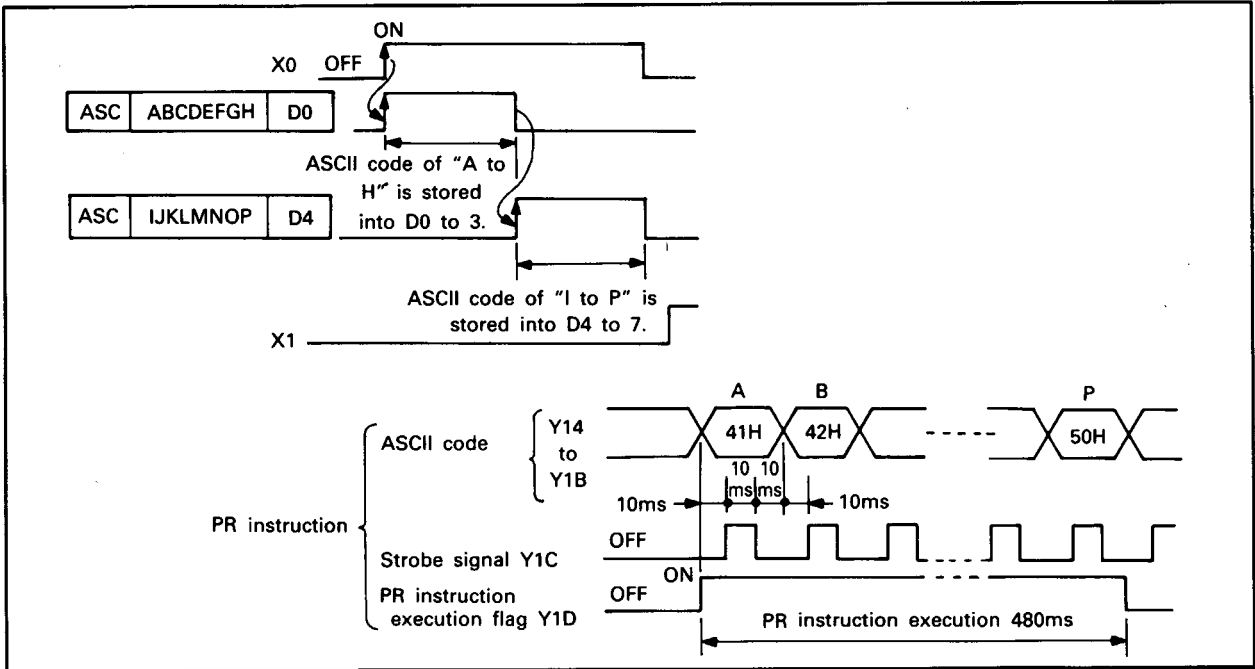 ON
X0 OFF
ASC ABCDEFGH D0
ASCII code of "A to
H" is stored
into D0 to 3.
ASC IJKLMNOP D4
ASCII code of "I to P" is
stored into D4 to 7.
X1
A B P
ASCII code
Y14
to
Y1B
41H 42H 50H
10 10
ms ms
10ms 10ms
PR instruction
OFF
Strobe signal Y1C
ON
PR instruction
execution flag Y1D
OFF
PR instruction execution 480ms